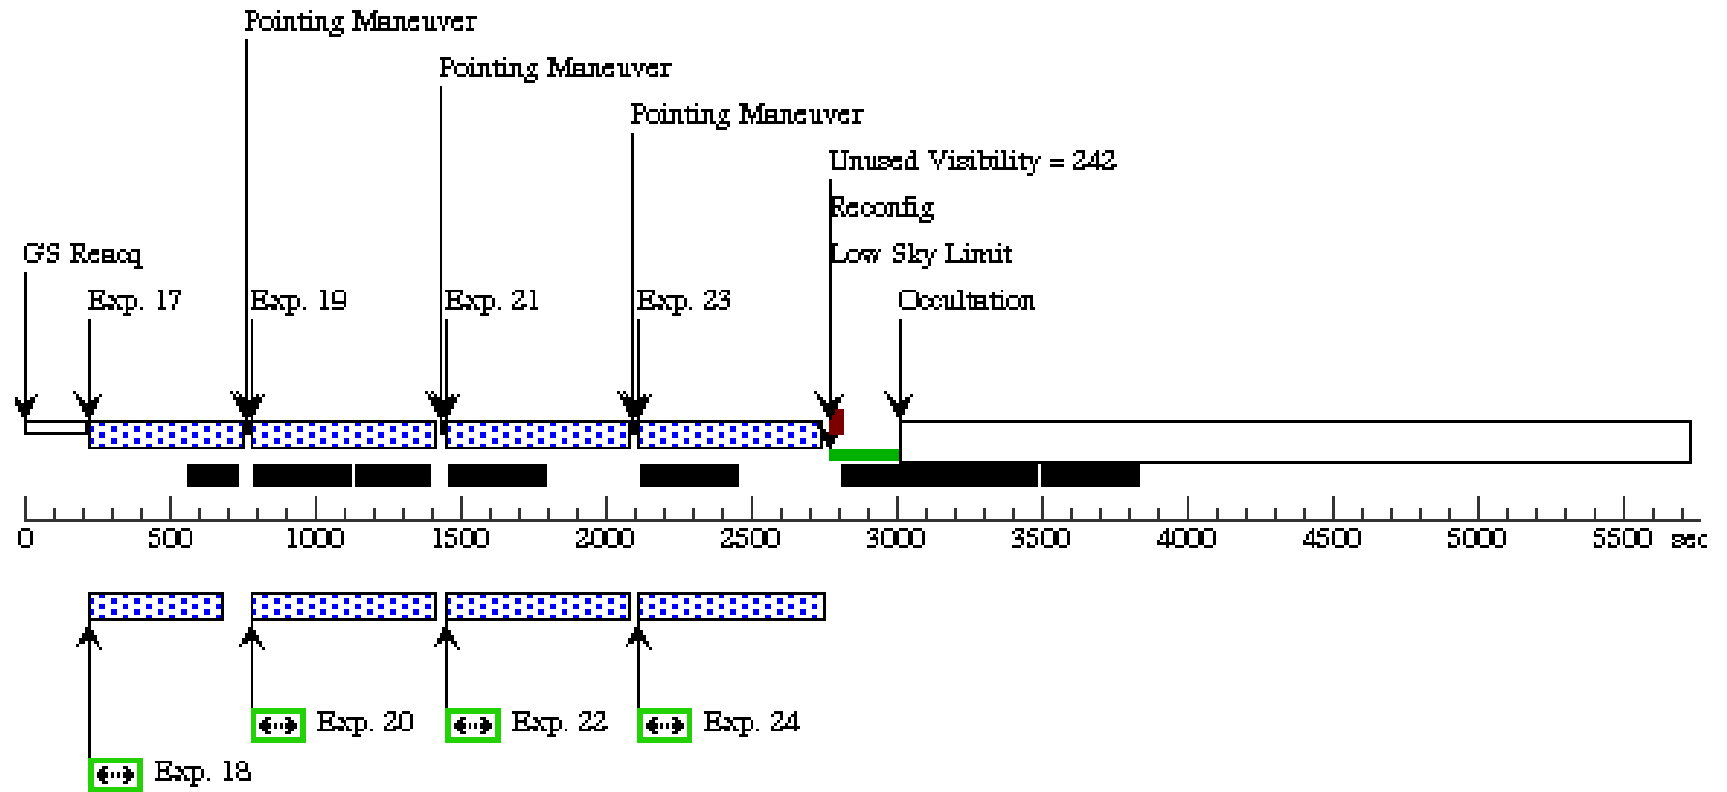 Pointing Maneuver
Pointing Maneuver
Pointing Maneuver
Unused Visibility = 242
Reconfig
GS Reacq
Low Sky Limit
Exp. 17
Exp. 19
Exp. 21
Exp. 23
Occultation
0 500 1000 1500 2000 2500 3000 3500 4000 4500 5000 5500 sec
Exp. 20
Exp. 22
Exp. 24
Exp. 18